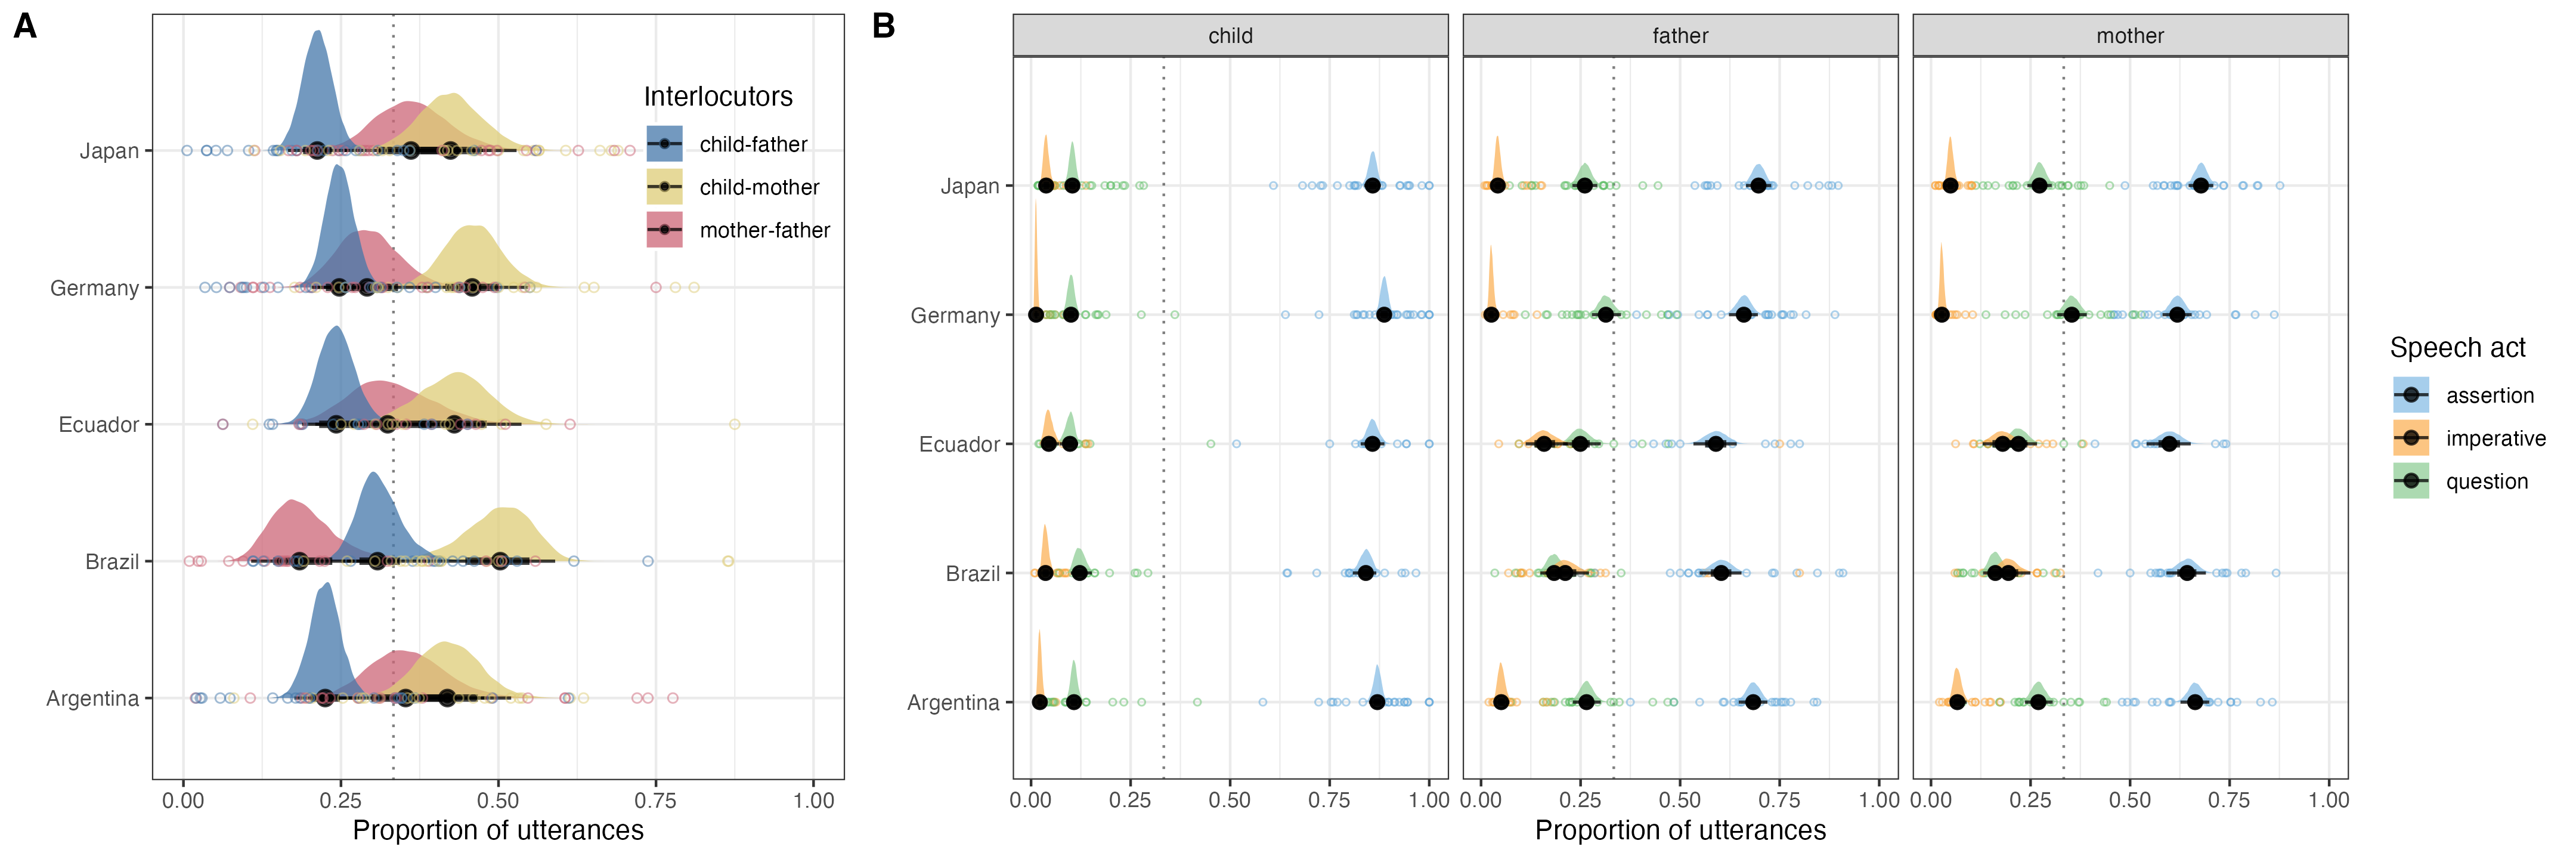 A
Japan
Germany
Ecuador
Brazil
Argentina
Interlocutors
child-father
child-mother
mother-father
0.00 0.25 0.50 0.75 1.00
Proportion of utterances
B
child father mother
Japan
Germany
Ecuador
Brazil
Argentina
0.00 0.25 0.50 0.75 1.00 0.00 0.25 0.50 0.75 1.00 0.00 0.25 0.50 0.75 1.00
Proportion of utterances
Speech act
assertion
imperative
question